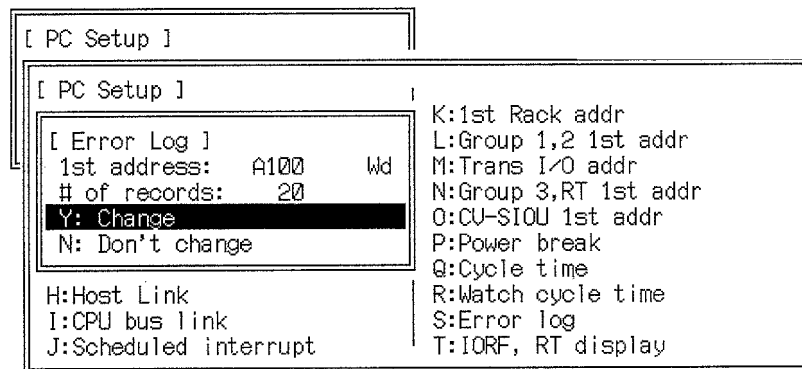 [ PC Setup ]
[ PC Setup ]
[ Error Log ]
1st address: A100 Wd
# of records: 20
Y: Change
N: Don't change
H:Host Link
I:CPU bus link
J:Scheduled interrupt
K:1st Rack addr
L:Group 1,2 1st addr
M:Trans I/O addr
N:Group 3,RT 1st addr
O:CV-SIOU 1st addr
P:Power break
Q:Cycle time
R:Watch cycle time
S:Error log
T:IORF, RT display